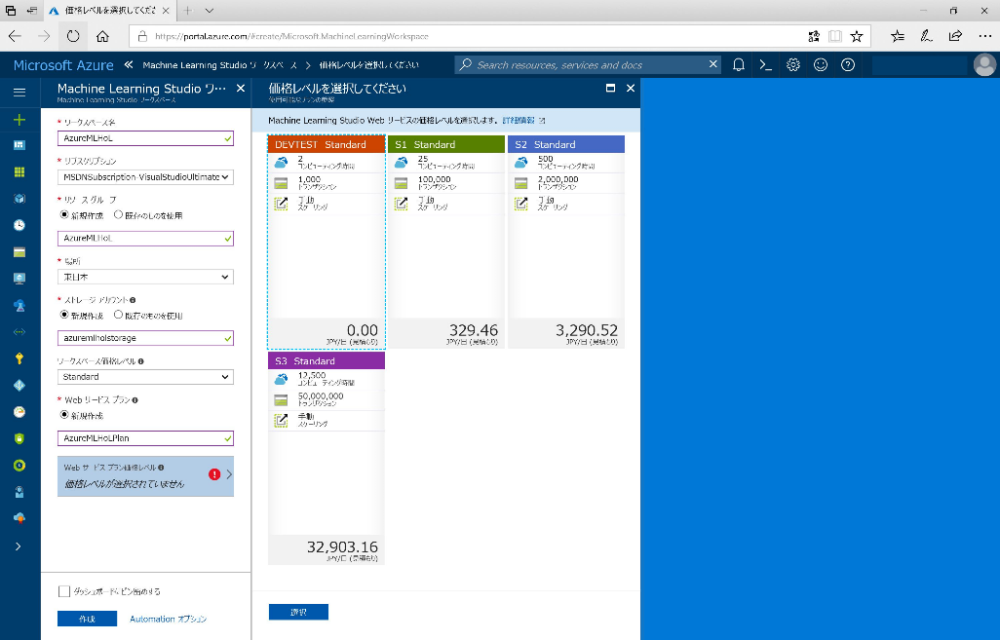 価格レベルを選択してくださ
https://portal.azure.com/#create/Microsoft.MachineLearningWorkspace
Microsoft Azure
Machine Learning Studio ワークスペース
価格レベルを選択してください
Search resources, services and docs
Machine Learning Studio ワ…
Machine Learning Studio ワークスペース
* ワークスペース名
AzureMLHoL
* サブスクリプション
MSDNSubscription-VisualStudioUltimate
* リソース グループ
新規作成 既存のものを使用
AzureMLHoL
* 場所
東日本
* ストレージ アカウント
新規作成 既存のものを使用
azuremlholstorage
ワークスペース価格レベル
Standard
* Web サービス プラン
新規作成
AzureMLHoLPlan
Web サービス プラン価格レベル
価格レベルが選択されていません
ダッシュボードにピン留めする
作成
Automation オプション
価格レベルを選択してください
使用可能なプランの参照
Machine Learning Studio Web サービスの価格レベルを選択します。 詳細情報
DEVTEST Standard
2
コンピューティング時間
1,000
トランザクション
手動
スケーリング
0.00
JPY/日 (見積もり)
S1 Standard
25
コンピューティング時間
100,000
トランザクション
手動
スケーリング
329.46
JPY/日 (見積もり)
S2 Standard
500
コンピューティング時間
2,000,000
トランザクション
手動
スケーリング
3,290.52
JPY/日 (見積もり)
S3 Standard
12,500
コンピューティング時間
50,000,000
トランザクション
手動
スケーリング
32,903.16
JPY/日 (見積もり)
選択